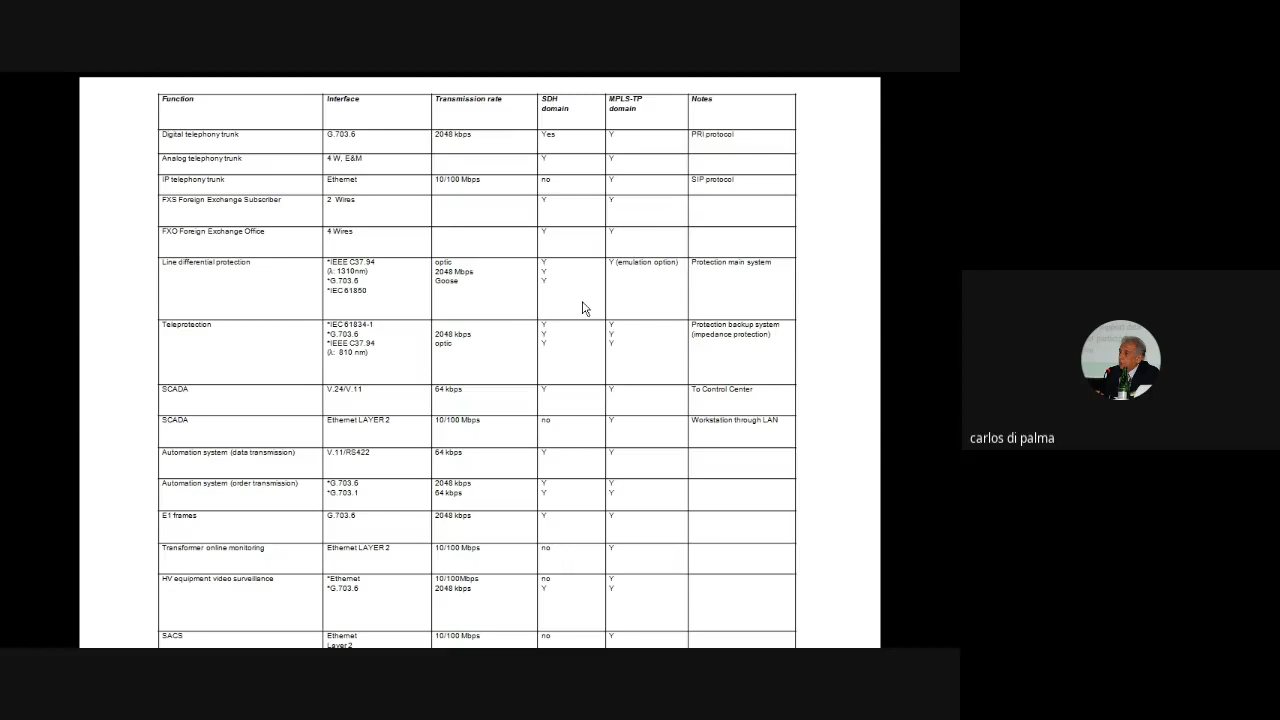 Function Interface Transmission rate SDH domain MPLS-TP domain Notes
Digital telephony trunk G.703.6 2048 kbps Yes Y PRI protocol
Analog telephony trunk 4 W, E&M Y Y
IP telephony trunk Ethernet 10/100 Mbps no Y SIP protocol
FXS Foreign Exchange Subscriber 2 Wires Y Y
FXO Foreign Exchange Office 4 Wires Y Y
Line differential protection *IEEE C37.94 optic Y Y (emulation option) Protection main system
(λ: 1310nm) 2048 Mbps Y
*G.703.6 Goose Y
*IEC 61850
Teleprotection *IEC 61834-1 Y Y Protection backup system
*G.703.6 2048 kbps Y Y (impedance protection)
*IEEE C37.94 optic Y Y
(λ: 810 nm)
SCADA V.24/V.11 64 kbps Y Y To Control Center
SCADA Ethernet LAYER 2 10/100 Mbps no Y Workstation through LAN
Automation system (data transmission) V.11/RS422 64 kbps Y Y
Automation system (order transmission) *G.703.6 2048 kbps Y Y
*G.703.1 64 kbps Y Y
E1 frames G.703.6 2048 kbps Y Y
Transformer online monitoring Ethernet LAYER 2 10/100 Mbps no Y
HV equipment video surveillance *Ethernet 10/100Mbps no Y
*G.703.6 2048 kbps Y Y
SACS Ethernet 10/100 Mbps no Y
Layer 2
carlos di palma